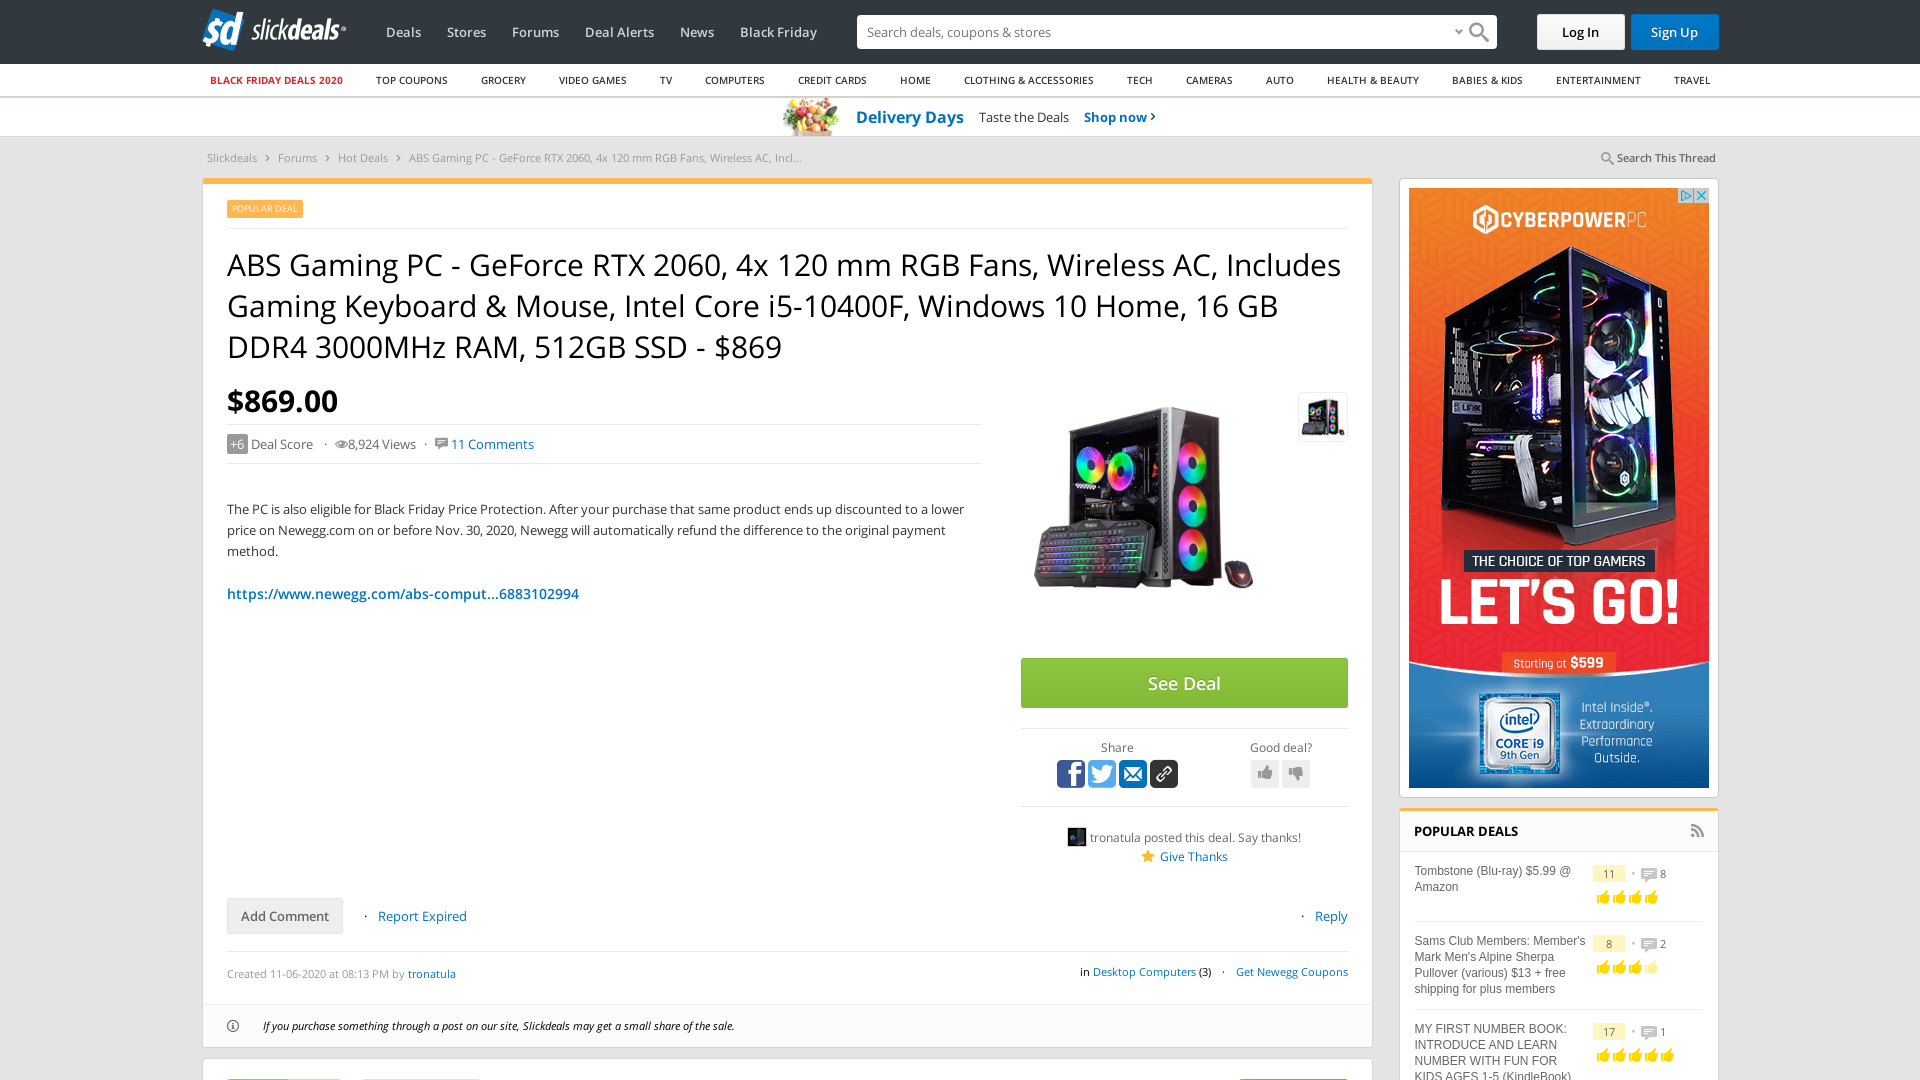 sd slickdeals
Deals Stores Forums Deal Alerts News Black Friday
Search deals, coupons & stores
Log In Sign Up
BLACK FRIDAY DEALS 2020 TOP COUPONS GROCERY VIDEO GAMES TV COMPUTERS CREDIT CARDS HOME CLOTHING & ACCESSORIES TECH CAMERAS AUTO HEALTH & BEAUTY BABIES & KIDS ENTERTAINMENT TRAVEL
Delivery Days Taste the Deals Shop now ›
Slickdeals › Forums › Hot Deals › ABS Gaming PC - GeForce RTX 2060, 4x 120 mm RGB Fans, Wireless AC, Incl...
Search This Thread
POPULAR DEAL
ABS Gaming PC - GeForce RTX 2060, 4x 120 mm RGB Fans, Wireless AC, Includes
Gaming Keyboard & Mouse, Intel Core i5-10400F, Windows 10 Home, 16 GB
DDR4 3000MHz RAM, 512GB SSD - $869
$869.00
+6 Deal Score · 8,924 Views · 11 Comments
The PC is also eligible for Black Friday Price Protection. After your purchase that same product ends up discounted to a lower
price on Newegg.com on or before Nov. 30, 2020, Newegg will automatically refund the difference to the original payment
method.
https://www.newegg.com/abs-comput...6883102994
See Deal
Share
Good deal?
tronatula posted this deal. Say thanks!
Give Thanks
Add Comment · Report Expired
· Reply
Created 11-06-2020 at 08:13 PM by tronatula
in Desktop Computers (3) · Get Newegg Coupons
If you purchase something through a post on our site, Slickdeals may get a small share of the sale.
CYBERPOWERPC
THE CHOICE OF TOP GAMERS
LET'S GO!
Starting at $599
intel
CORE i9
9th Gen
Intel Inside®.
Extraordinary
Performance
Outside.
POPULAR DEALS
Tombstone (Blu-ray) $5.99 @
Amazon
11 • 8
Sams Club Members: Member's
Mark Men's Alpine Sherpa
Pullover (various) $13 + free
shipping for plus members
8 • 2
MY FIRST NUMBER BOOK:
INTRODUCE AND LEARN
NUMBER WITH FUN FOR
KIDS AGES 1-5 (KindleBook)
17 • 1